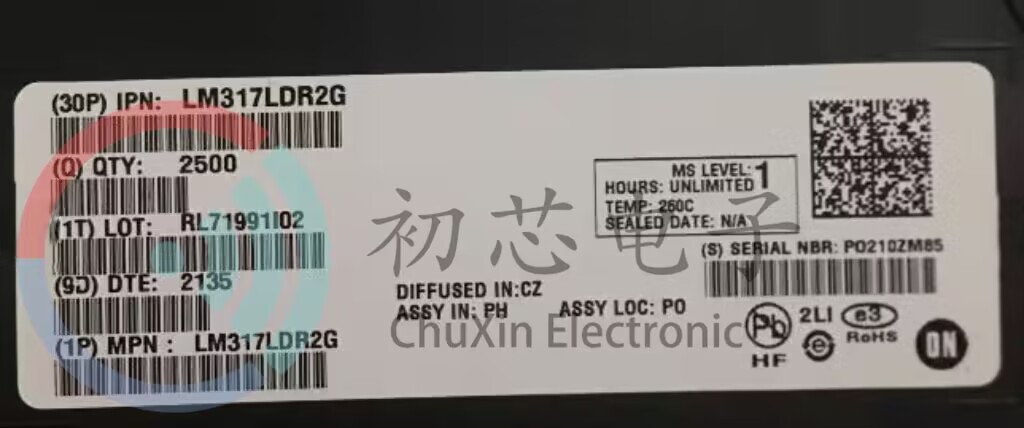 (30P) IPN: LM317LDR2G
(Q) QTY: 2500
(1T) LOT: RL71991I02
(9D) DTE: 2135
(1P) MPN : LM317LDR2G
MS LEVEL: 1
HOURS: UNLIMITED
TEMP: 260C
SEALED DATE: N/A
(S) SERIAL NBR: PO210ZM85
DIFFUSED IN:CZ
ASSY IN: PH ASSY LOC: PO
Pb
HF
2LI
e
e3
RoHS
ON
初芯电子
ChuXin Electronic